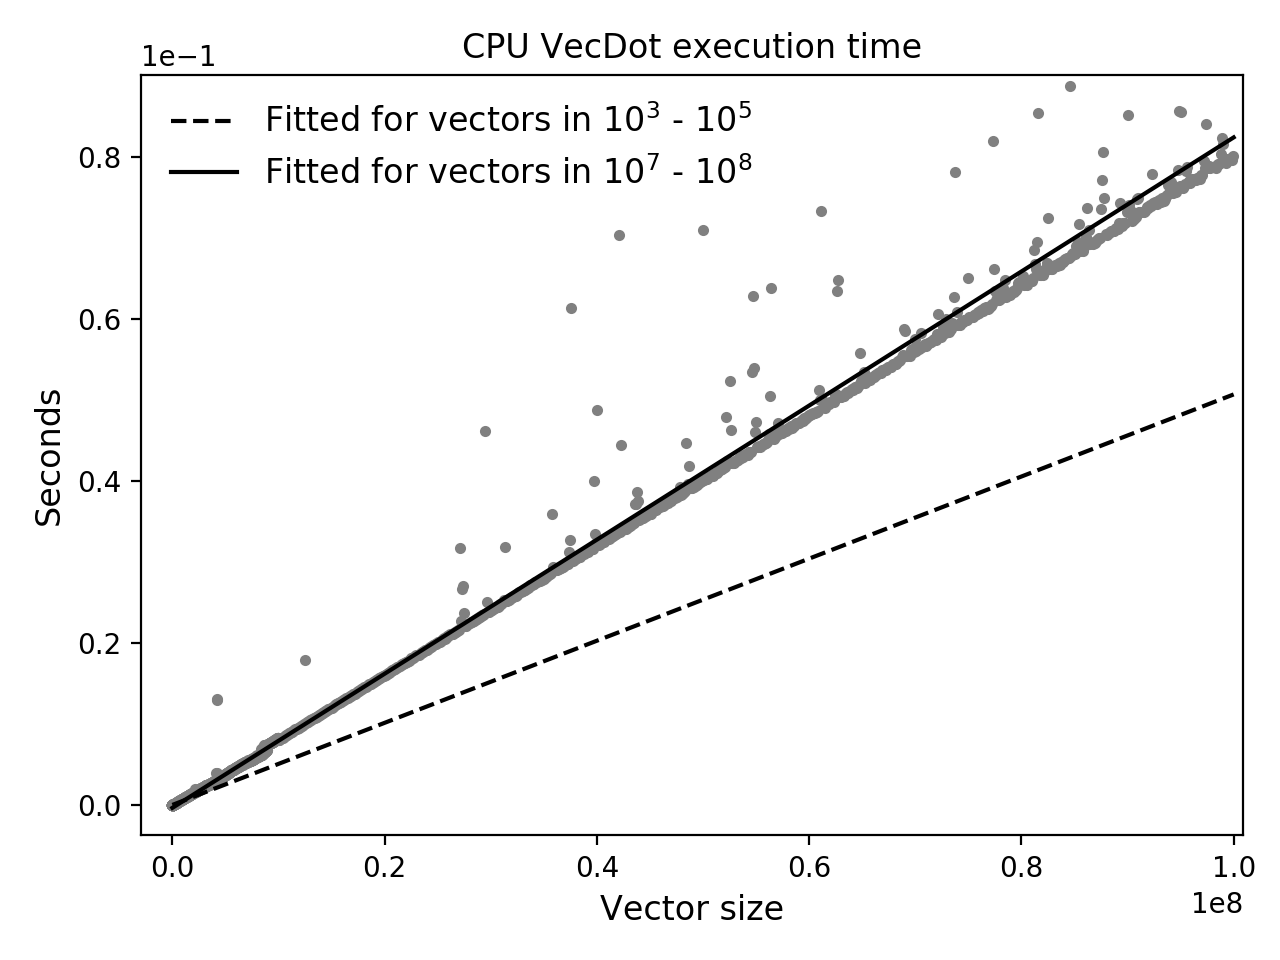 CPU VecDot execution time
1e−1
Fitted for vectors in 10³ - 10⁵
Fitted for vectors in 10⁷ - 10⁸
0.8
0.6
0.4
0.2
0.0
Seconds
0.0 0.2 0.4 0.6 0.8 1.0
1e8
Vector size